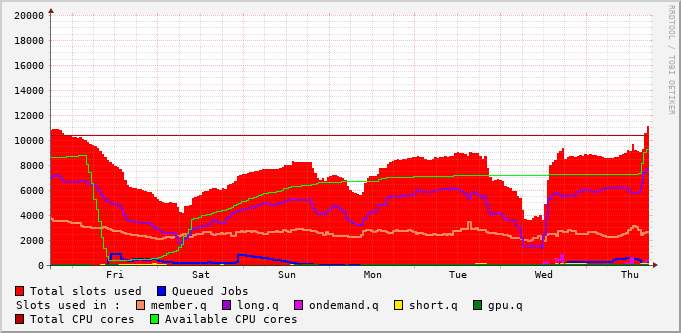 RRDTOOL / TOBI OETIKER
20000
18000
16000
14000
12000
10000
8000
6000
4000
2000
0
Fri Sat Sun Mon Tue Wed Thu
Total slots used Queued Jobs
Slots used in : member.q long.q ondemand.q short.q gpu.q
Total CPU cores Available CPU cores